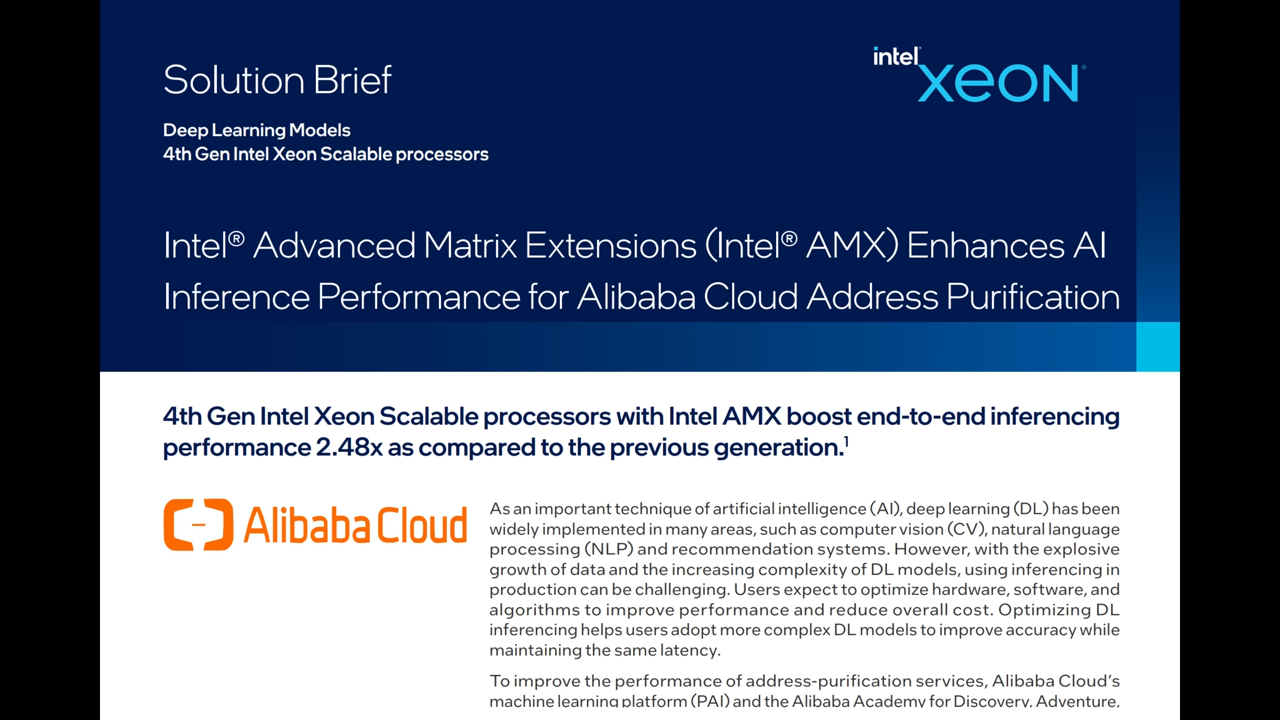 Solution Brief
intel
xeon
Deep Learning Models
4th Gen Intel Xeon Scalable processors
Intel® Advanced Matrix Extensions (Intel® AMX) Enhances AI
Inference Performance for Alibaba Cloud Address Purification
4th Gen Intel Xeon Scalable processors with Intel AMX boost end-to-end inferencing
performance 2.48x as compared to the previous generation.¹
Alibaba Cloud
As an important technique of artificial intelligence (AI), deep learning (DL) has been
widely implemented in many areas, such as computer vision (CV), natural language
processing (NLP) and recommendation systems. However, with the explosive
growth of data and the increasing complexity of DL models, using inferencing in
production can be challenging. Users expect to optimize hardware, software, and
algorithms to improve performance and reduce overall cost. Optimizing DL
inferencing helps users adopt more complex DL models to improve accuracy while
maintaining the same latency.
To improve the performance of address-purification services, Alibaba Cloud’s
machine learning platform (PAI) and the Alibaba Academy for Discovery, Adventure,